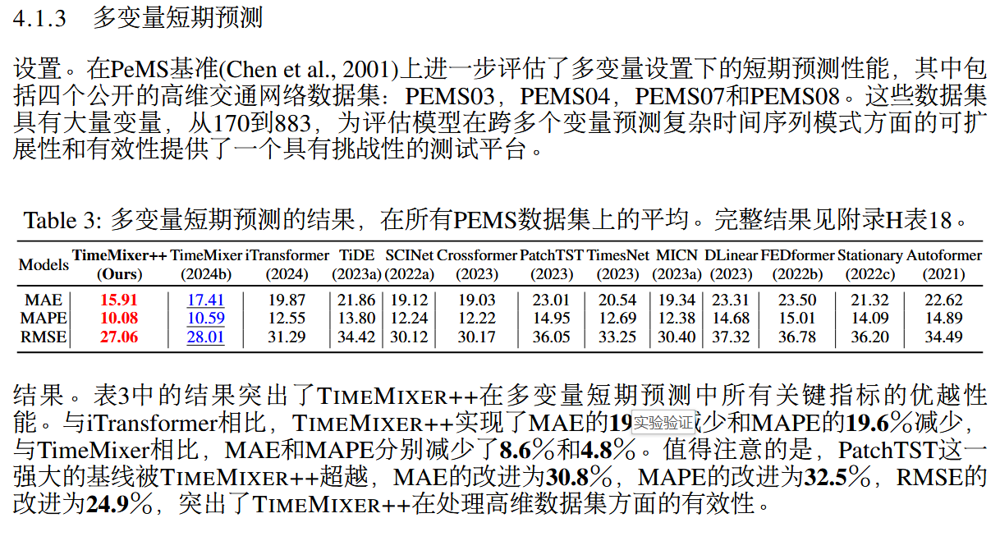 4.1.3 多变量短期预测
设置。在PeMS基准(Chen et al., 2001)上进一步评估了多变量设置下的短期预测性能，其中包
括四个公开的高维交通网络数据集：PEMS03，PEMS04，PEMS07和PEMS08。这些数据集
具有大量变量，从170到883，为评估模型在跨多个变量预测复杂时间序列模式方面的可扩
展性和有效性提供了一个具有挑战性的测试平台。
Table 3: 多变量短期预测的结果，在所有PEMS数据集上的平均。完整结果见附录H表18。
Models TimeMixer++ TimeMixer iTransformer TiDE SCINet Crossformer PatchTST TimesNet MICN DLinear FEDformer Stationary Autoformer
(Ours) (2024b) (2024) (2023a) (2022a) (2023) (2023) (2023) (2023a) (2023) (2022b) (2022c) (2021)
MAE 15.91 17.41 19.87 21.86 19.12 19.03 23.01 20.54 19.34 23.31 23.50 21.32 22.62
MAPE 10.08 10.59 12.55 13.80 12.24 12.22 14.95 12.69 12.38 14.68 15.01 14.09 14.89
RMSE 27.06 28.01 31.29 34.42 30.12 30.17 36.05 33.25 30.40 37.32 36.78 36.20 34.49
结果。表3中的结果突出了TIMEMIXER++在多变量短期预测中所有关键指标的优越性
能。与iTransformer相比，TIMEMIXER++实现了MAE的19 实验验证 减少和MAPE的19.6%减少，
与TimeMixer相比，MAE和MAPE分别减少了8.6%和4.8%。值得注意的是，PatchTST这一
强大的基线被TIMEMIXER++超越，MAE的改进为30.8%，MAPE的改进为32.5%，RMSE的
改进为24.9%，突出了TIMEMIXER++在处理高维数据集方面的有效性。